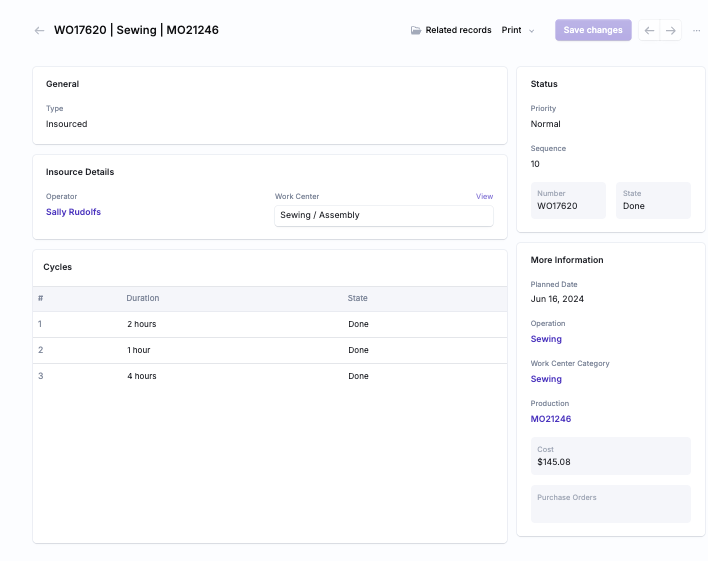 WO17620 | Sewing | MO21246
Related records
Print
Save changes
General
Type
Insourced
Insource Details
Operator
Sally Rudolfs
Work Center
View
Sewing / Assembly
Cycles
# Duration State
1 2 hours Done
2 1 hour Done
3 4 hours Done
Status
Priority
Normal
Sequence
10
Number
WO17620
State
Done
More Information
Planned Date
Jun 16, 2024
Operation
Sewing
Work Center Category
Sewing
Production
MO21246
Cost
$145.08
Purchase Orders